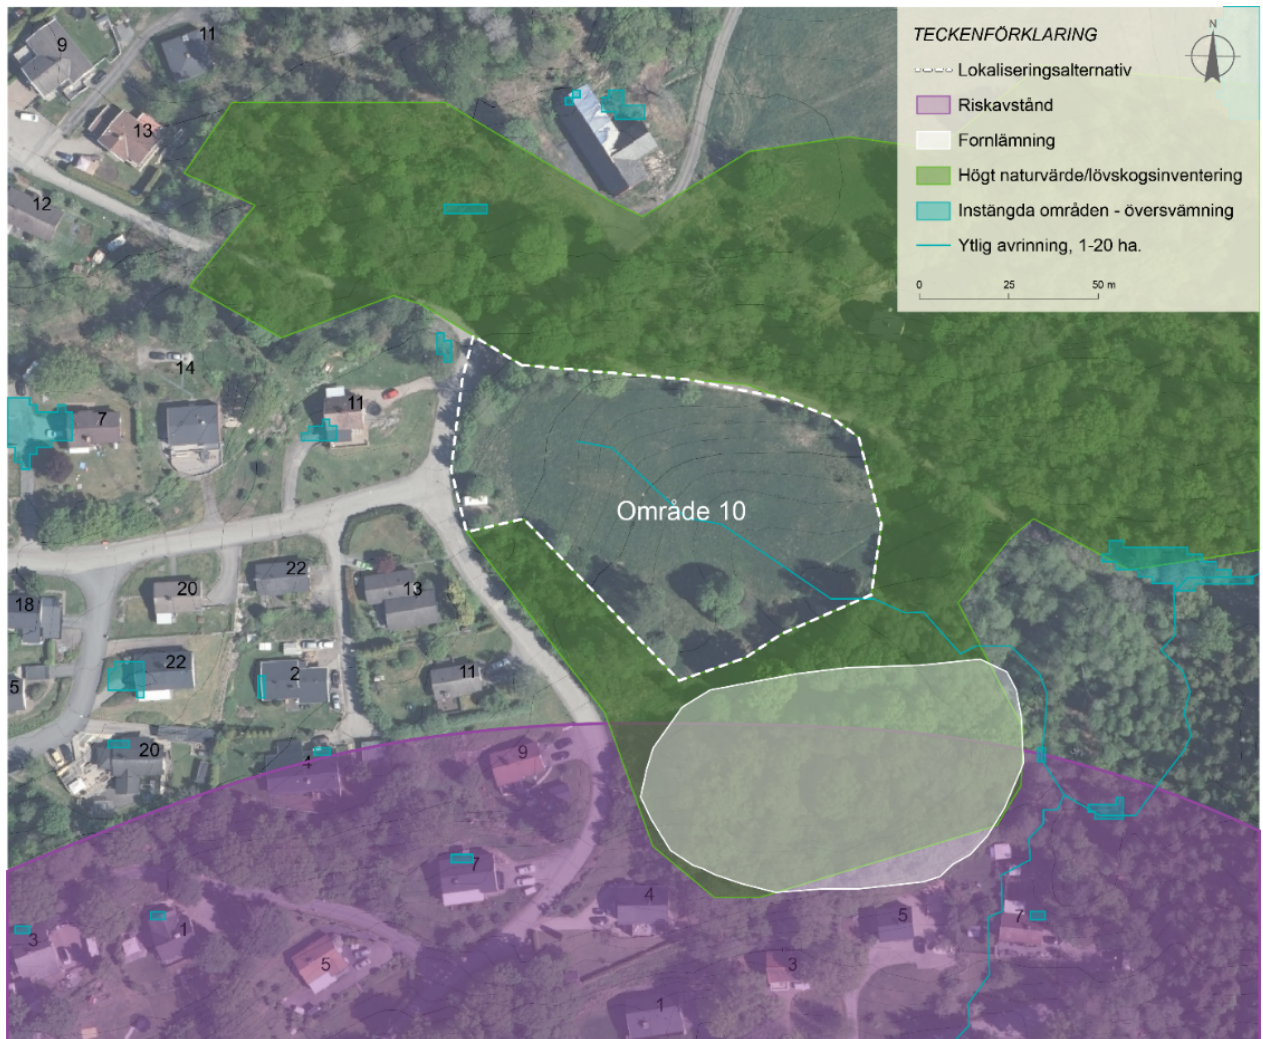 TECKENFÖRKLARING
N
Lokaliseringsalternativ
Riskavstånd
Fornlämning
Högt naturvärde/lövskogsinventering
Instängda områden - översvämning
Ytlig avrinning, 1-20 ha.
0 25 50 m
9
11
13
12
14
7
11
Område 10
18
20
22
13
22
2
11
5
20
4
9
7
4
5
7
3
1
5
3
1